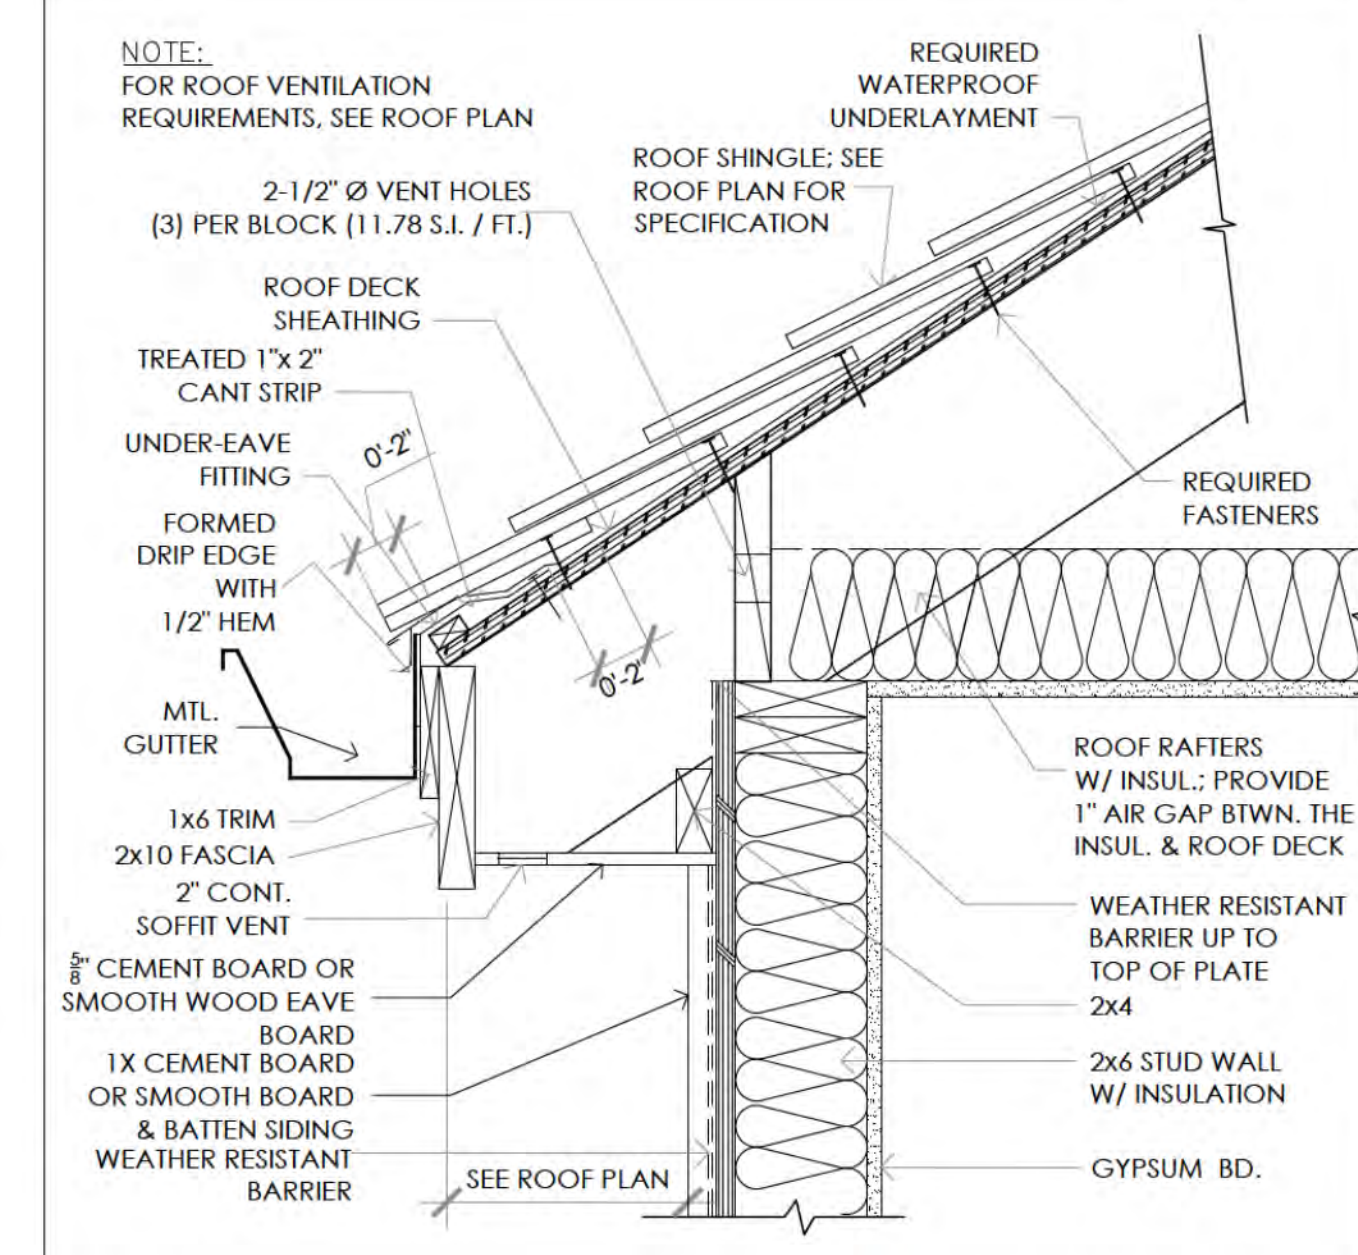 NOTE:
FOR ROOF VENTILATION
REQUIREMENTS, SEE ROOF PLAN
2-1/2" Ø VENT HOLES
(3) PER BLOCK (11.78 S.I. / FT.)
ROOF DECK
SHEATHING
TREATED 1"x 2"
CANT STRIP
UNDER-EAVE
FITTING
0'-2"
FORMED
DRIP EDGE
WITH
1/2" HEM
MTL.
GUTTER
1x6 TRIM
2x10 FASCIA
2" CONT.
SOFFIT VENT
5/8" CEMENT BOARD OR
SMOOTH WOOD EAVE
BOARD
1X CEMENT BOARD
OR SMOOTH BOARD
& BATTEN SIDING
WEATHER RESISTANT
BARRIER
SEE ROOF PLAN
0'-2"
REQUIRED
WATERPROOF
UNDERLAYMENT
ROOF SHINGLE; SEE
ROOF PLAN FOR
SPECIFICATION
REQUIRED
FASTENERS
ROOF RAFTERS
W/ INSUL.; PROVIDE
1" AIR GAP BTWN. THE
INSUL. & ROOF DECK
WEATHER RESISTANT
BARRIER UP TO
TOP OF PLATE
2x4
2x6 STUD WALL
W/ INSULATION
GYPSUM BD.